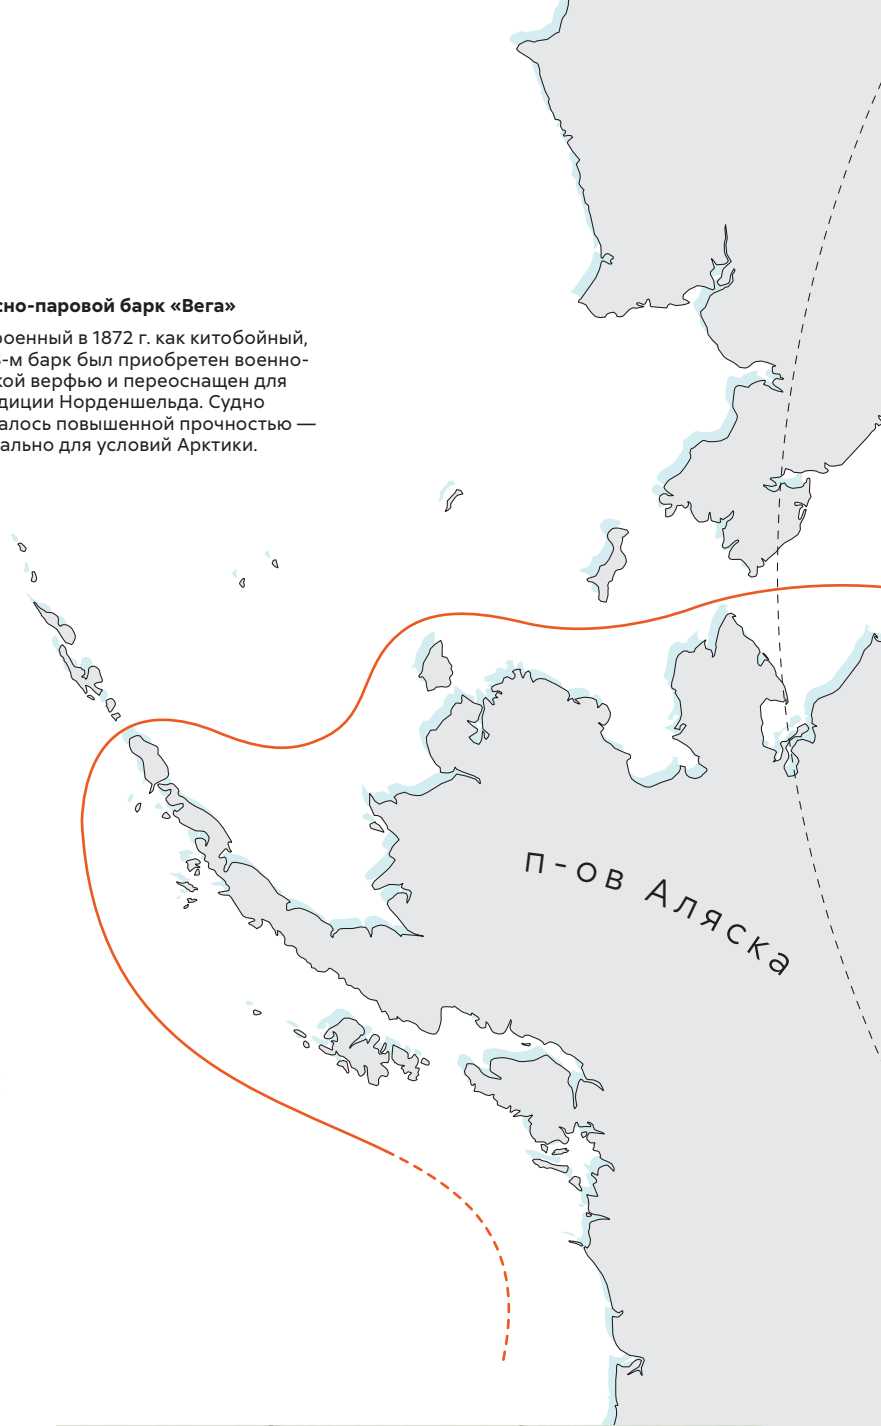 сно-паровой барк «Вега»
роенный в 1872 г. как китобойный,
-м барк был приобретен военно-
кой верфью и переоснащен для
диции Норденшельда. Судно
алось повышенной прочностью —
ально для условий Арктики.
п-ов Аляска